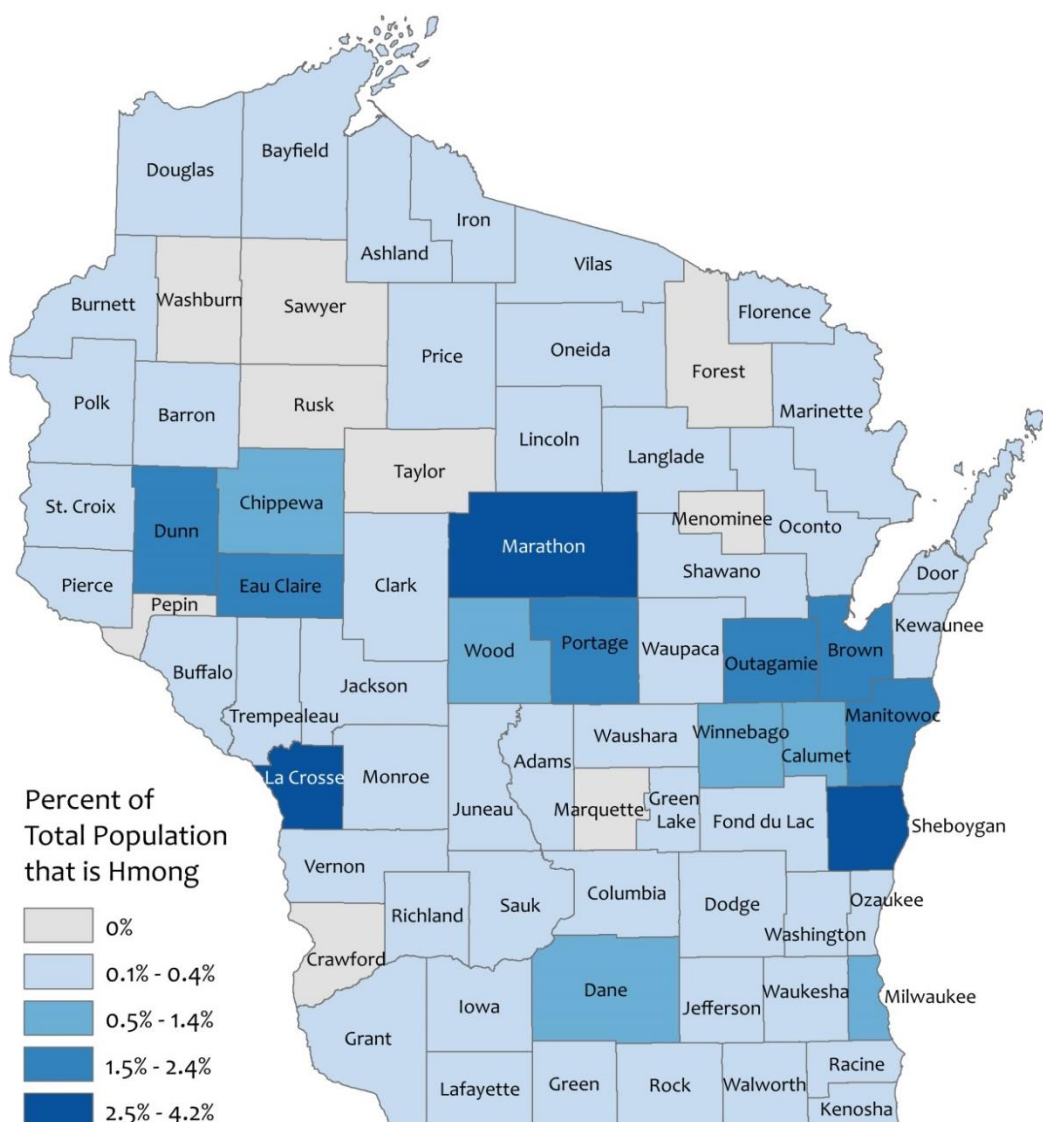 Douglas
Bayfield
Iron
Ashland
Vilas
Burnett
Washburn
Sawyer
Florence
Price
Oneida
Forest
Polk
Barron
Rusk
Marinette
Lincoln
Langlade
Taylor
St. Croix
Chippewa
Menominee
Oconto
Dunn
Marathon
Shawano
Door
Pierce
Eau Claire
Clark
Pepin
Kewaunee
Wood
Portage
Waupaca
Outagamie
Brown
Buffalo
Jackson
Trempealeau
Waushara
Winnebago
Manitowoc
Calumet
La Crosse
Monroe
Adams
Juneau
Marquette
Green
Lake
Fond du Lac
Sheboygan
Percent of
Total Population
that is Hmong
Vernon
Richland
Sauk
Columbia
Dodge
Ozaukee
Washington
Crawford
0%
0.1% - 0.4%
0.5% - 1.4%
1.5% - 2.4%
2.5% - 4.2%
Iowa
Dane
Jefferson
Waukesha
Milwaukee
Grant
Lafayette
Green
Rock
Walworth
Racine
Kenosha